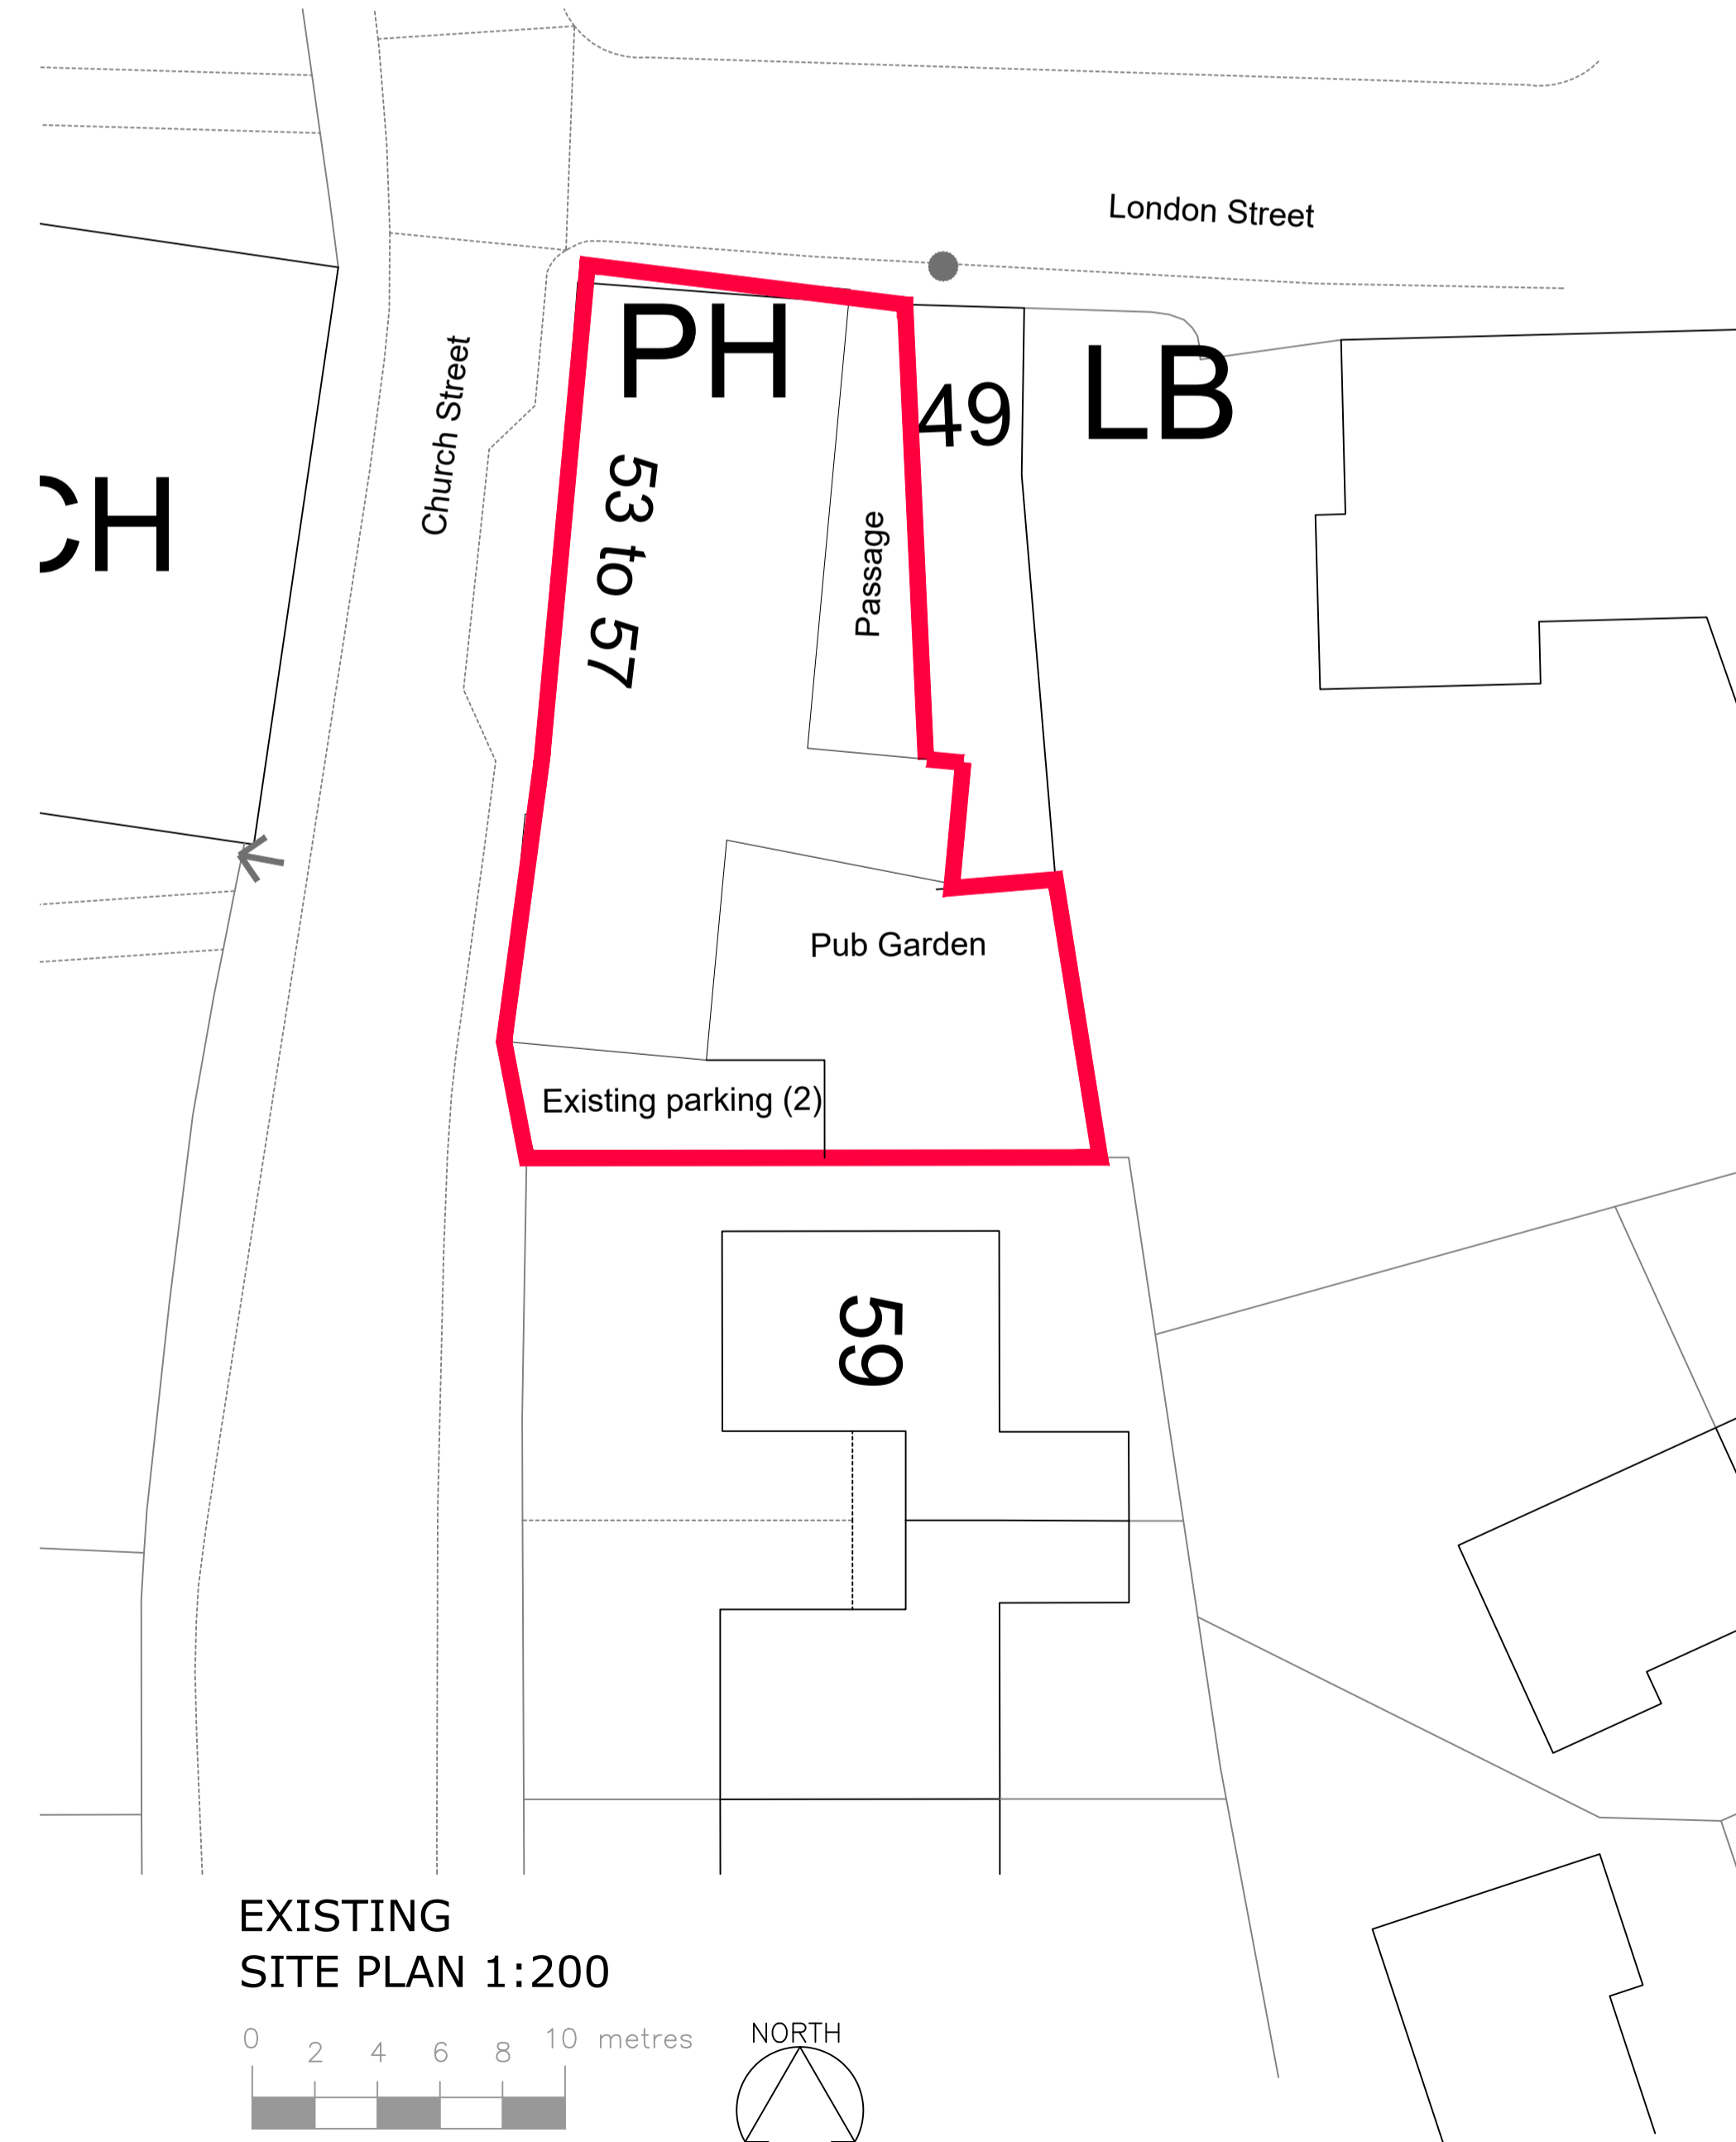 London Street
PH
49
LB
Church Street
53 to 57
CH
Passage
Pub Garden
Existing parking (2)
59
EXISTING
SITE PLAN 1:200
0 2 4 6 8 10 metres
NORTH